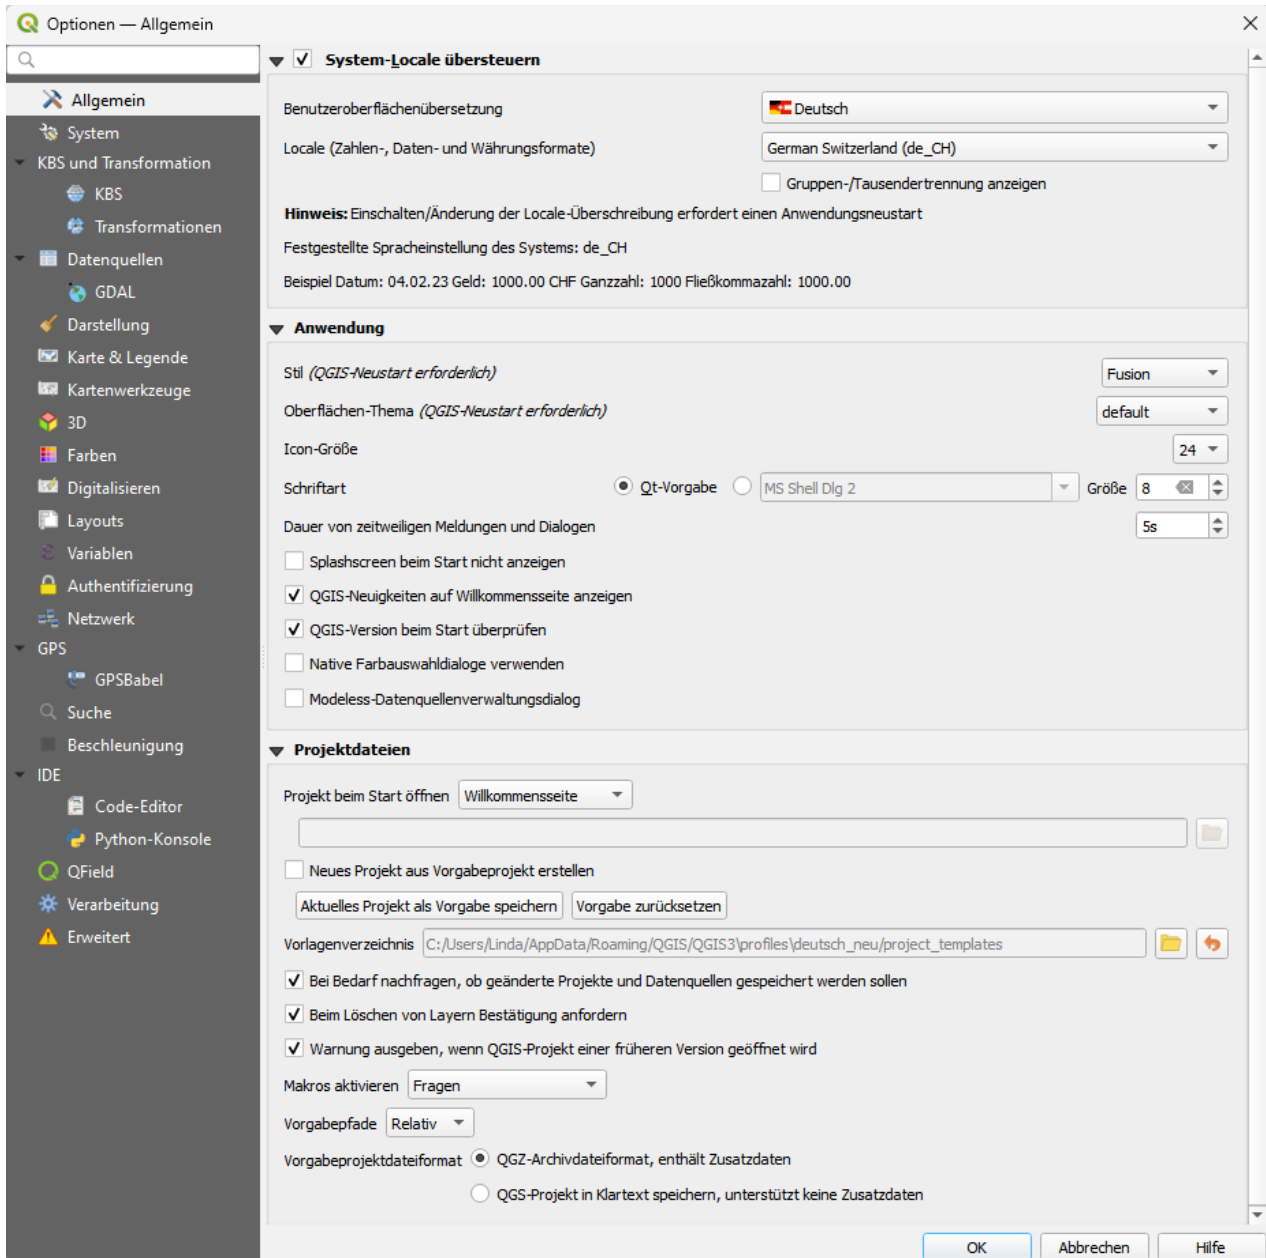 Optionen — Allgemein
System-Locale übersteuern
Allgemein
System
KBS und Transformation
KBS
Transformationen
Datenquellen
GDAL
Darstellung
Karte & Legende
Kartenwerkzeuge
3D
Farben
Digitalisieren
Layouts
Variablen
Authentifizierung
Netzwerk
GPS
GPSBabel
Suche
Beschleunigung
IDE
Code-Editor
Python-Konsole
QField
Verarbeitung
Erweitert
Benutzeroberflächenübersetzung Deutsch
Locale (Zahlen-, Daten- und Währungsformate) German Switzerland (de_CH)
Gruppen-/Tausendertrennung anzeigen
Hinweis: Einschalten/Änderung der Locale-Überschreibung erfordert einen Anwendungsneustart
Festgestellte Spracheinstellung des Systems: de_CH
Beispiel Datum: 04.02.23 Geld: 1000.00 CHF Ganzzahl: 1000 Fließkommazahl: 1000.00
Anwendung
Stil (QGIS-Neustart erforderlich) Fusion
Oberflächen-Thema (QGIS-Neustart erforderlich) default
Icon-Größe 24
Schriftart Qt-Vorgabe MS Shell Dlg 2 Größe 8
Dauer von zeitweiligen Meldungen und Dialogen 5s
Splashscreen beim Start nicht anzeigen
QGIS-Neuigkeiten auf Willkommensseite anzeigen
QGIS-Version beim Start überprüfen
Native Farbauswahldialoge verwenden
Modeless-Datenquellenverwaltungsdialog
Projektdateien
Projekt beim Start öffnen Willkommensseite
Neues Projekt aus Vorgabeprojekt erstellen
Aktuelles Projekt als Vorgabe speichern Vorgabe zurücksetzen
Vorlagenverzeichnis C:/Users/Linda/AppData/Roaming/QGIS/QGIS3\profiles\deutsch_neu/project_templates
Bei Bedarf nachfragen, ob geänderte Projekte und Datenquellen gespeichert werden sollen
Beim Löschen von Layern Bestätigung anfordern
Warnung ausgeben, wenn QGIS-Projekt einer früheren Version geöffnet wird
Makros aktivieren Fragen
Vorgabepfade Relativ
Vorgabeprojektdateiformat QGZ-Archivdateiformat, enthält Zusatzdaten
QGS-Projekt in Klartext speichern, unterstützt keine Zusatzdaten
OK Abbrechen Hilfe